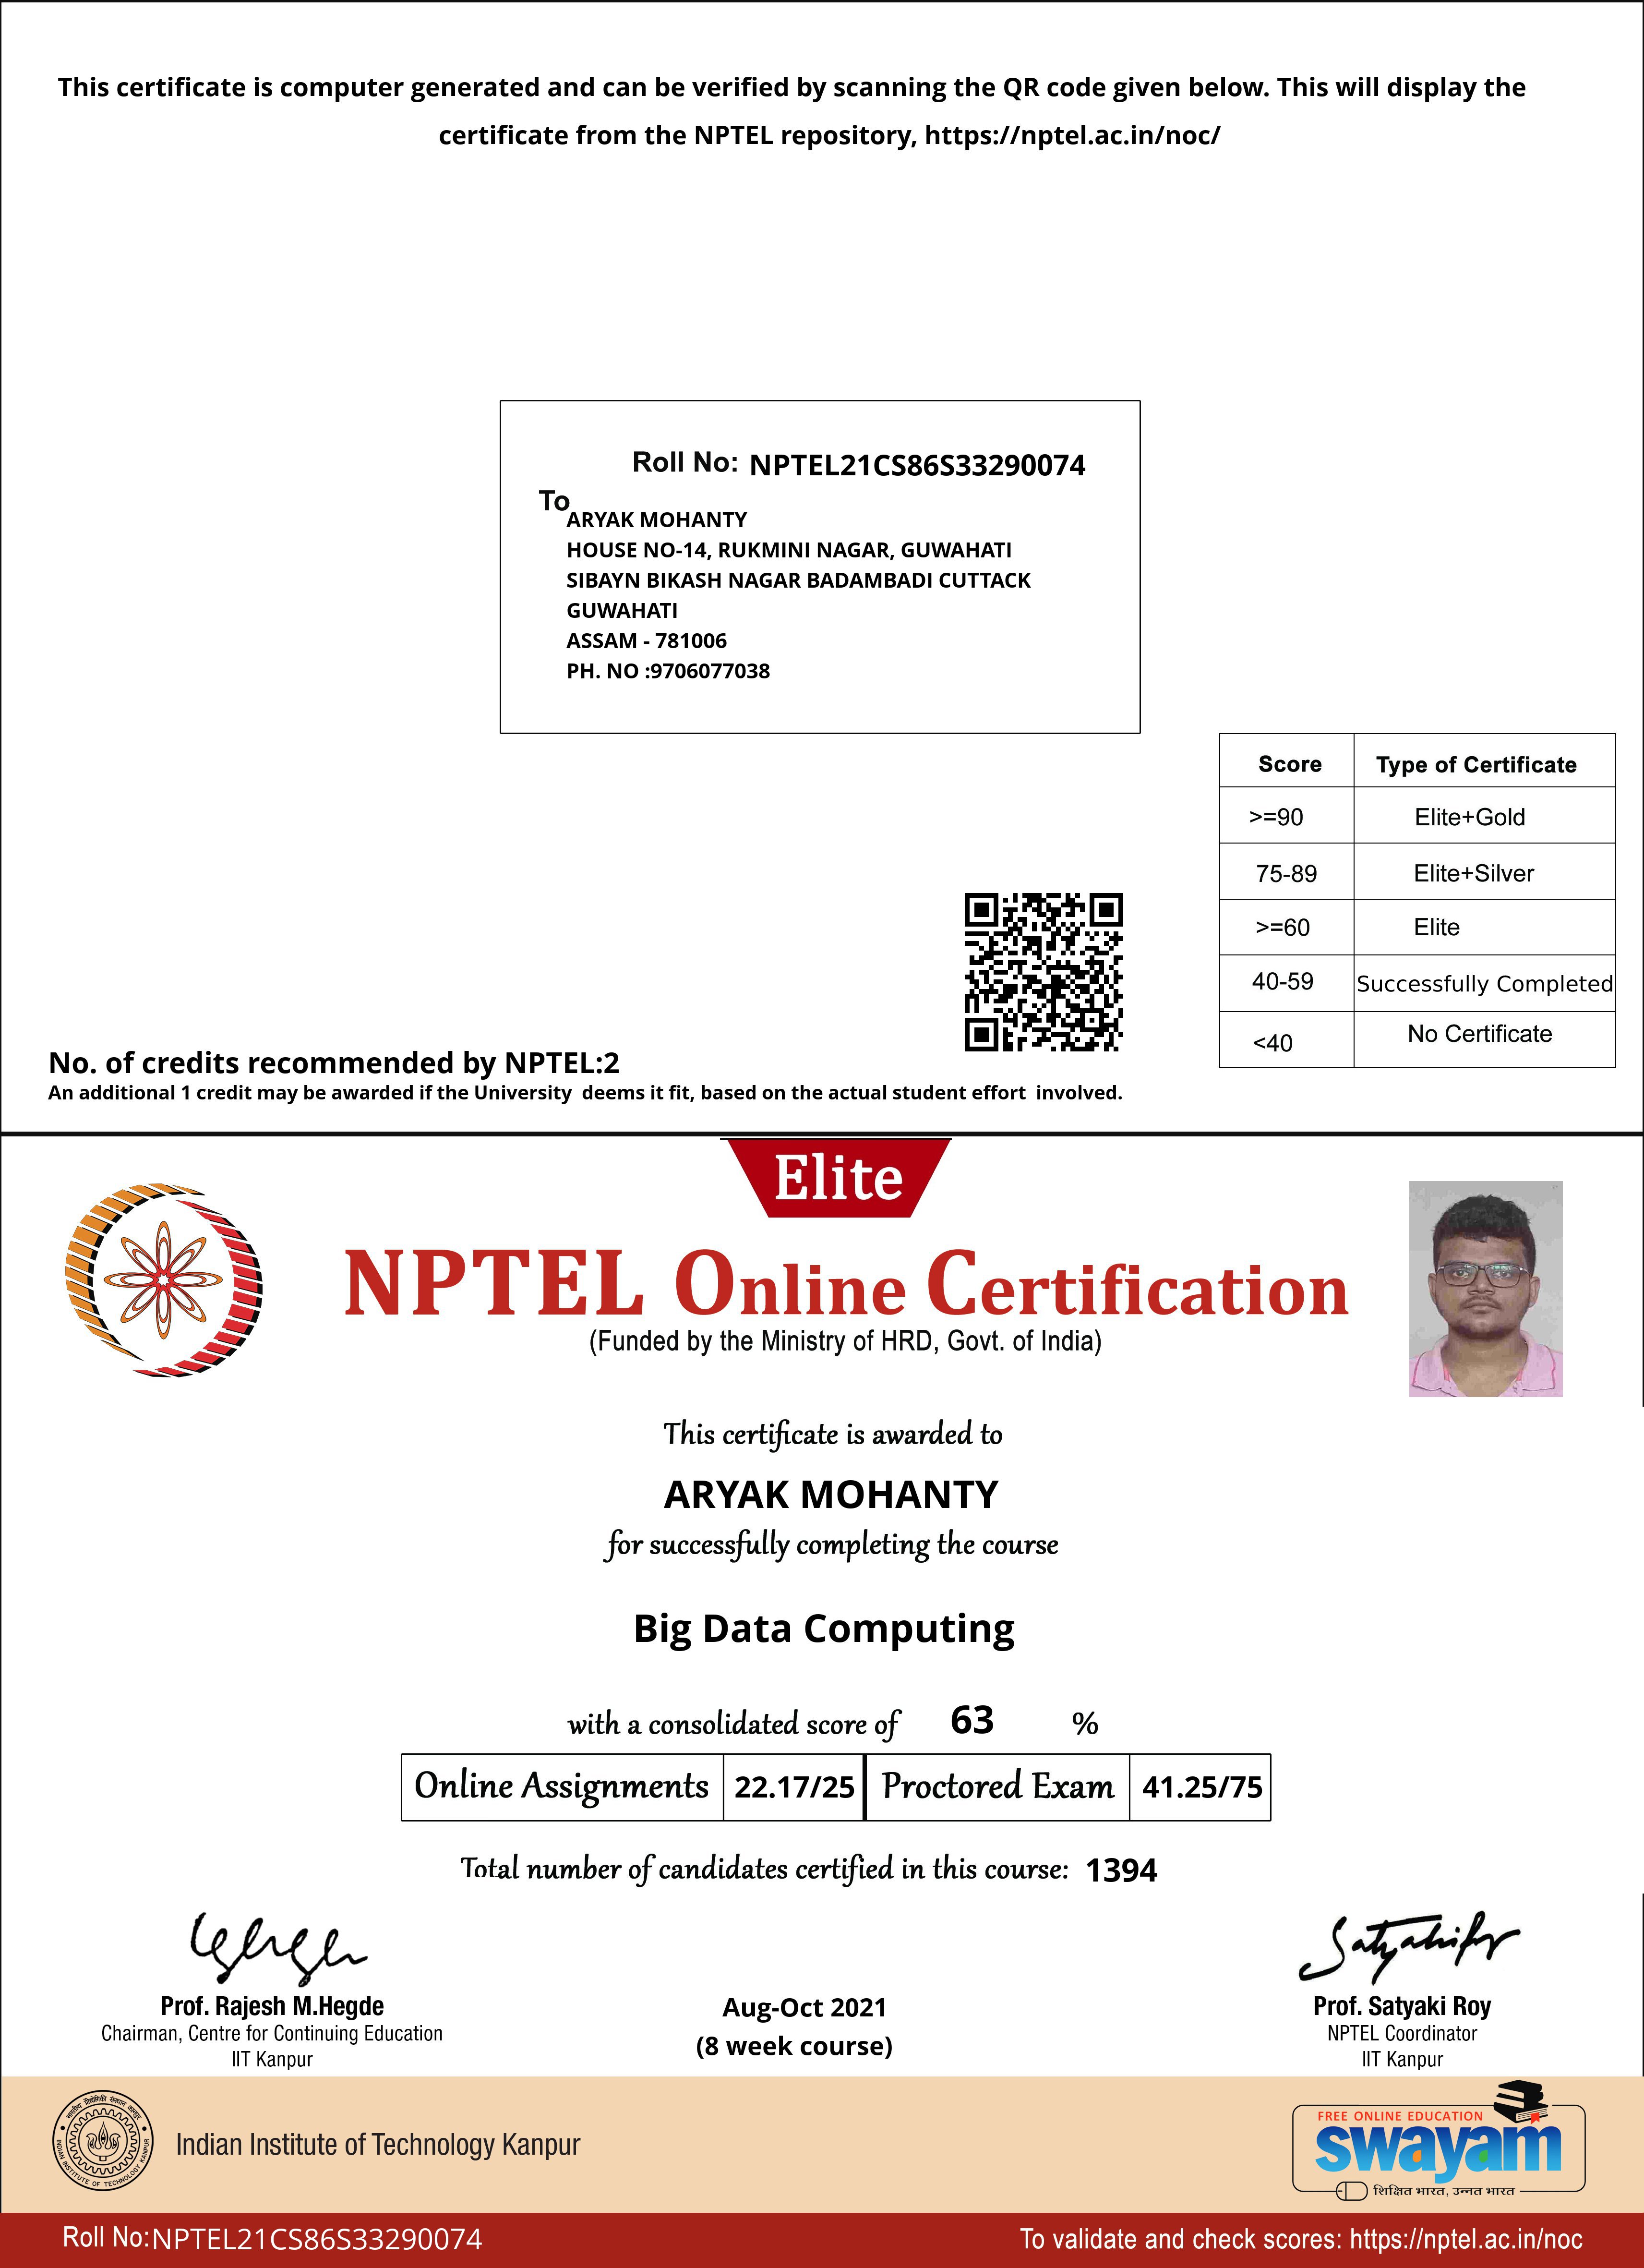 This certificate is computer generated and can be verified by scanning the QR code given below. This will display the
certificate from the NPTEL repository, https://nptel.ac.in/noc/
Roll No: NPTEL21CS86S33290074
To
ARYAK MOHANTY
HOUSE NO-14, RUKMINI NAGAR, GUWAHATI
SIBAYN BIKASH NAGAR BADAMBADI CUTTACK
GUWAHATI
ASSAM - 781006
PH. NO :9706077038
Score Type of Certificate
>=90 Elite+Gold
75-89 Elite+Silver
>=60 Elite
40-59 Successfully Completed
<40 No Certificate
No. of credits recommended by NPTEL:2
An additional 1 credit may be awarded if the University deems it fit, based on the actual student effort involved.
Elite
NPTEL Online Certification
(Funded by the Ministry of HRD, Govt. of India)
This certificate is awarded to
ARYAK MOHANTY
for successfully completing the course
Big Data Computing
with a consolidated score of 63 %
Online Assignments 22.17/25 Proctored Exam 41.25/75
Total number of candidates certified in this course: 1394
Prof. Rajesh M.Hegde
Chairman, Centre for Continuing Education
IIT Kanpur
Aug-Oct 2021
(8 week course)
Prof. Satyaki Roy
NPTEL Coordinator
IIT Kanpur
INDIAN INSTITUTE OF TECHNOLOGY KANPUR
Indian Institute of Technology Kanpur
FREE ONLINE EDUCATION
swayam
शिक्षित भारत, उन्नत भारत
Roll No: NPTEL21CS86S33290074
To validate and check scores: https://nptel.ac.in/noc